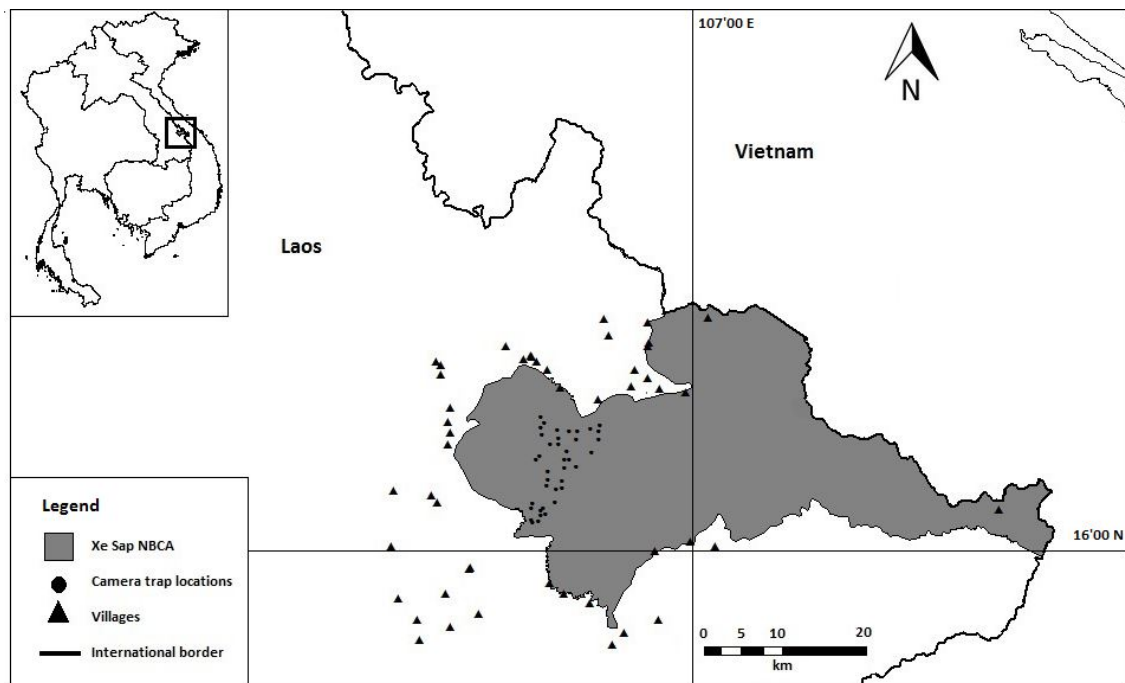 107'00 E
N
Vietnam
Laos
Legend
Xe Sap NBCA
Camera trap locations
Villages
International border
16'00 N
0 5 10 20
km